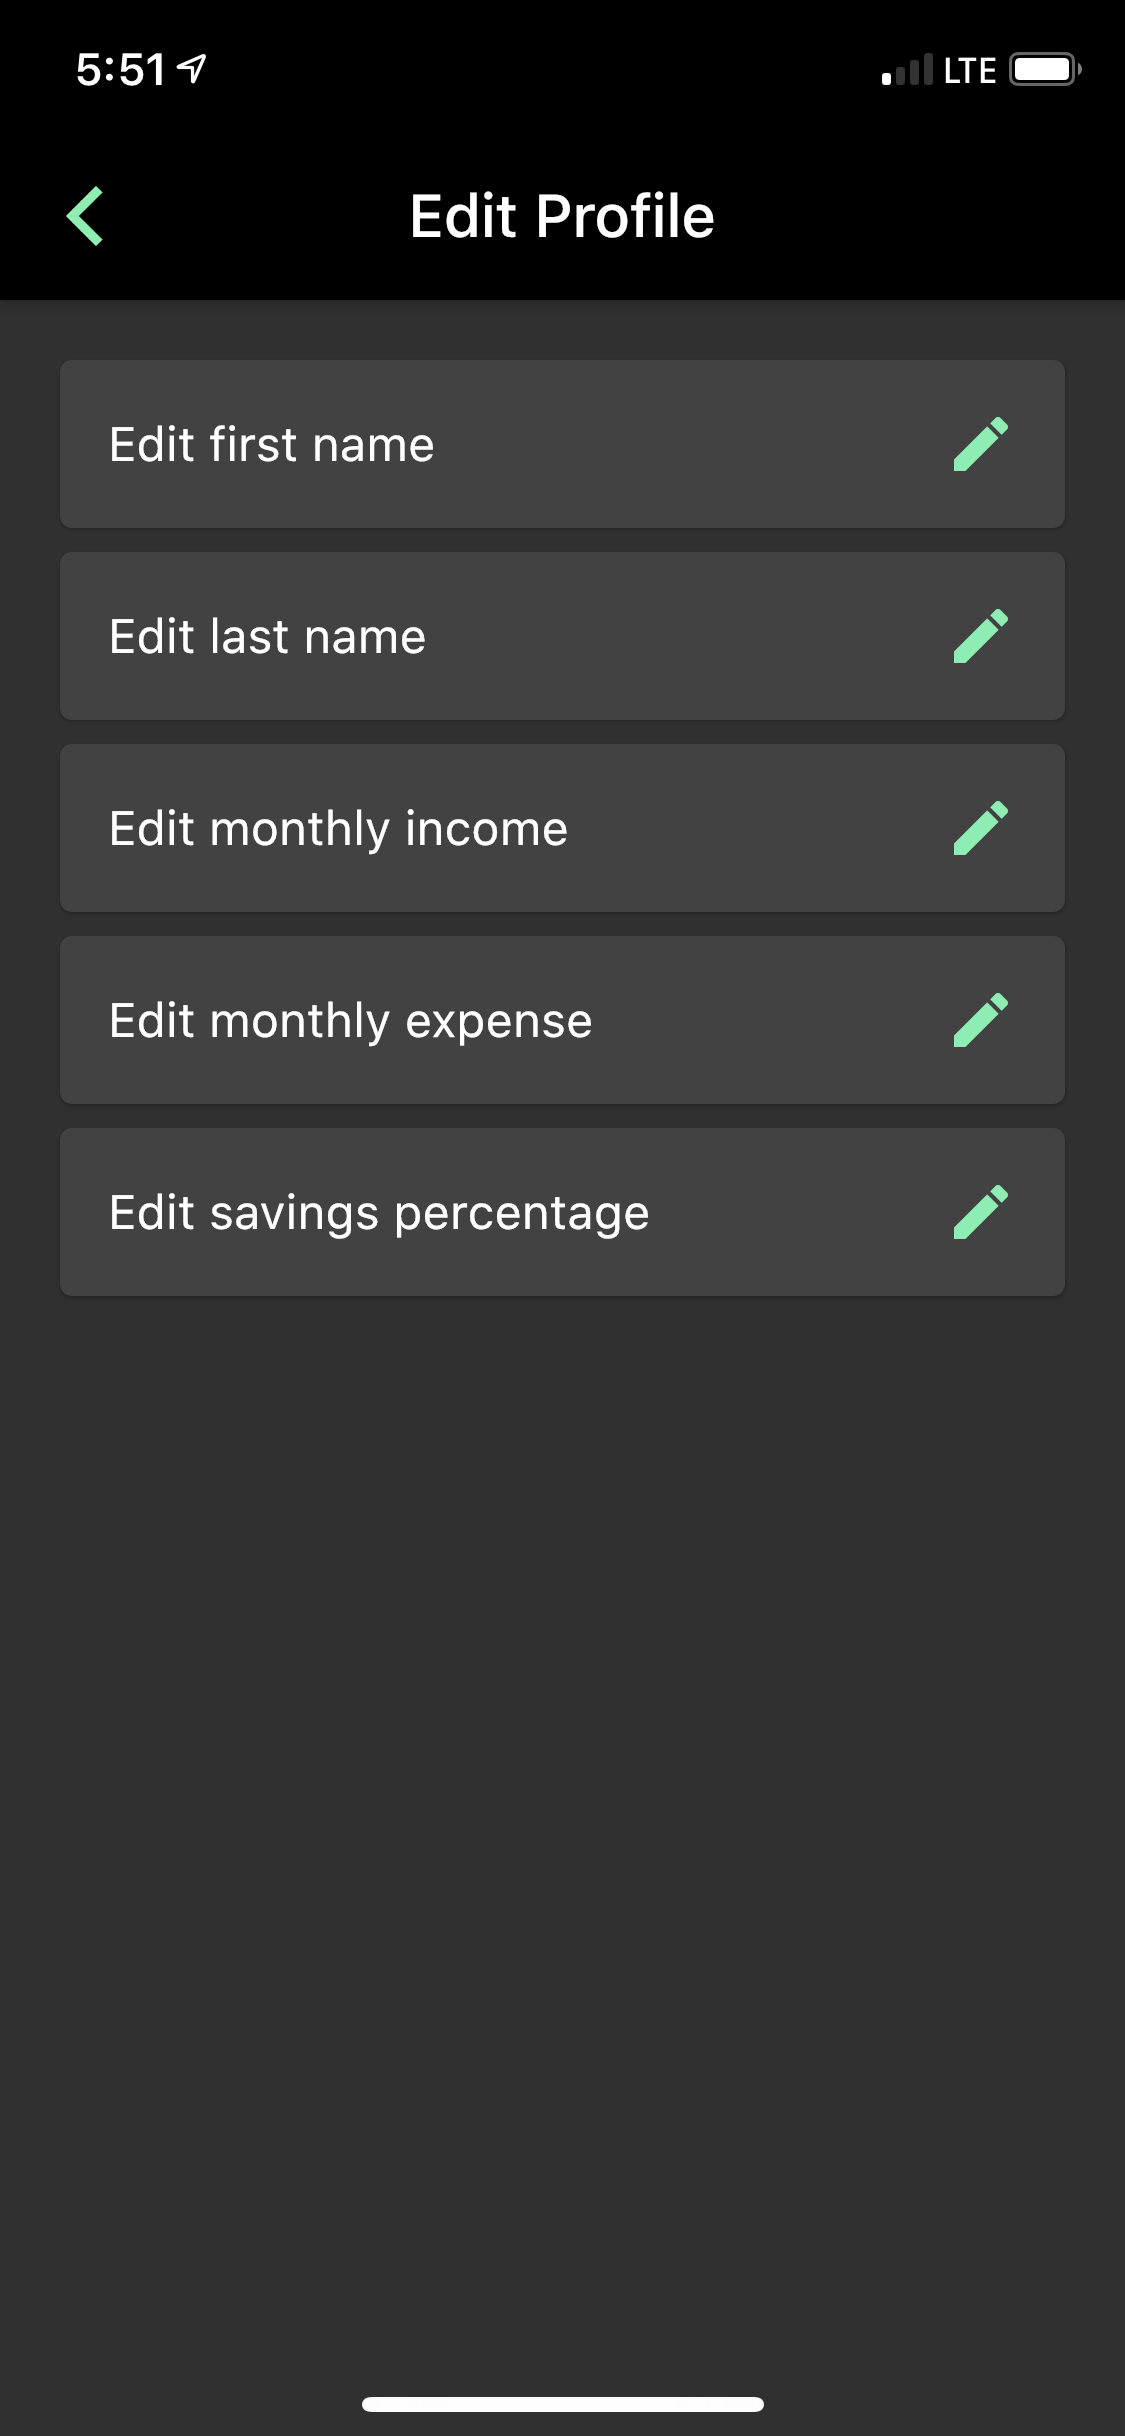 5:51 LTE
Edit Profile
Edit first name
Edit last name
Edit monthly income
Edit monthly expense
Edit savings percentage